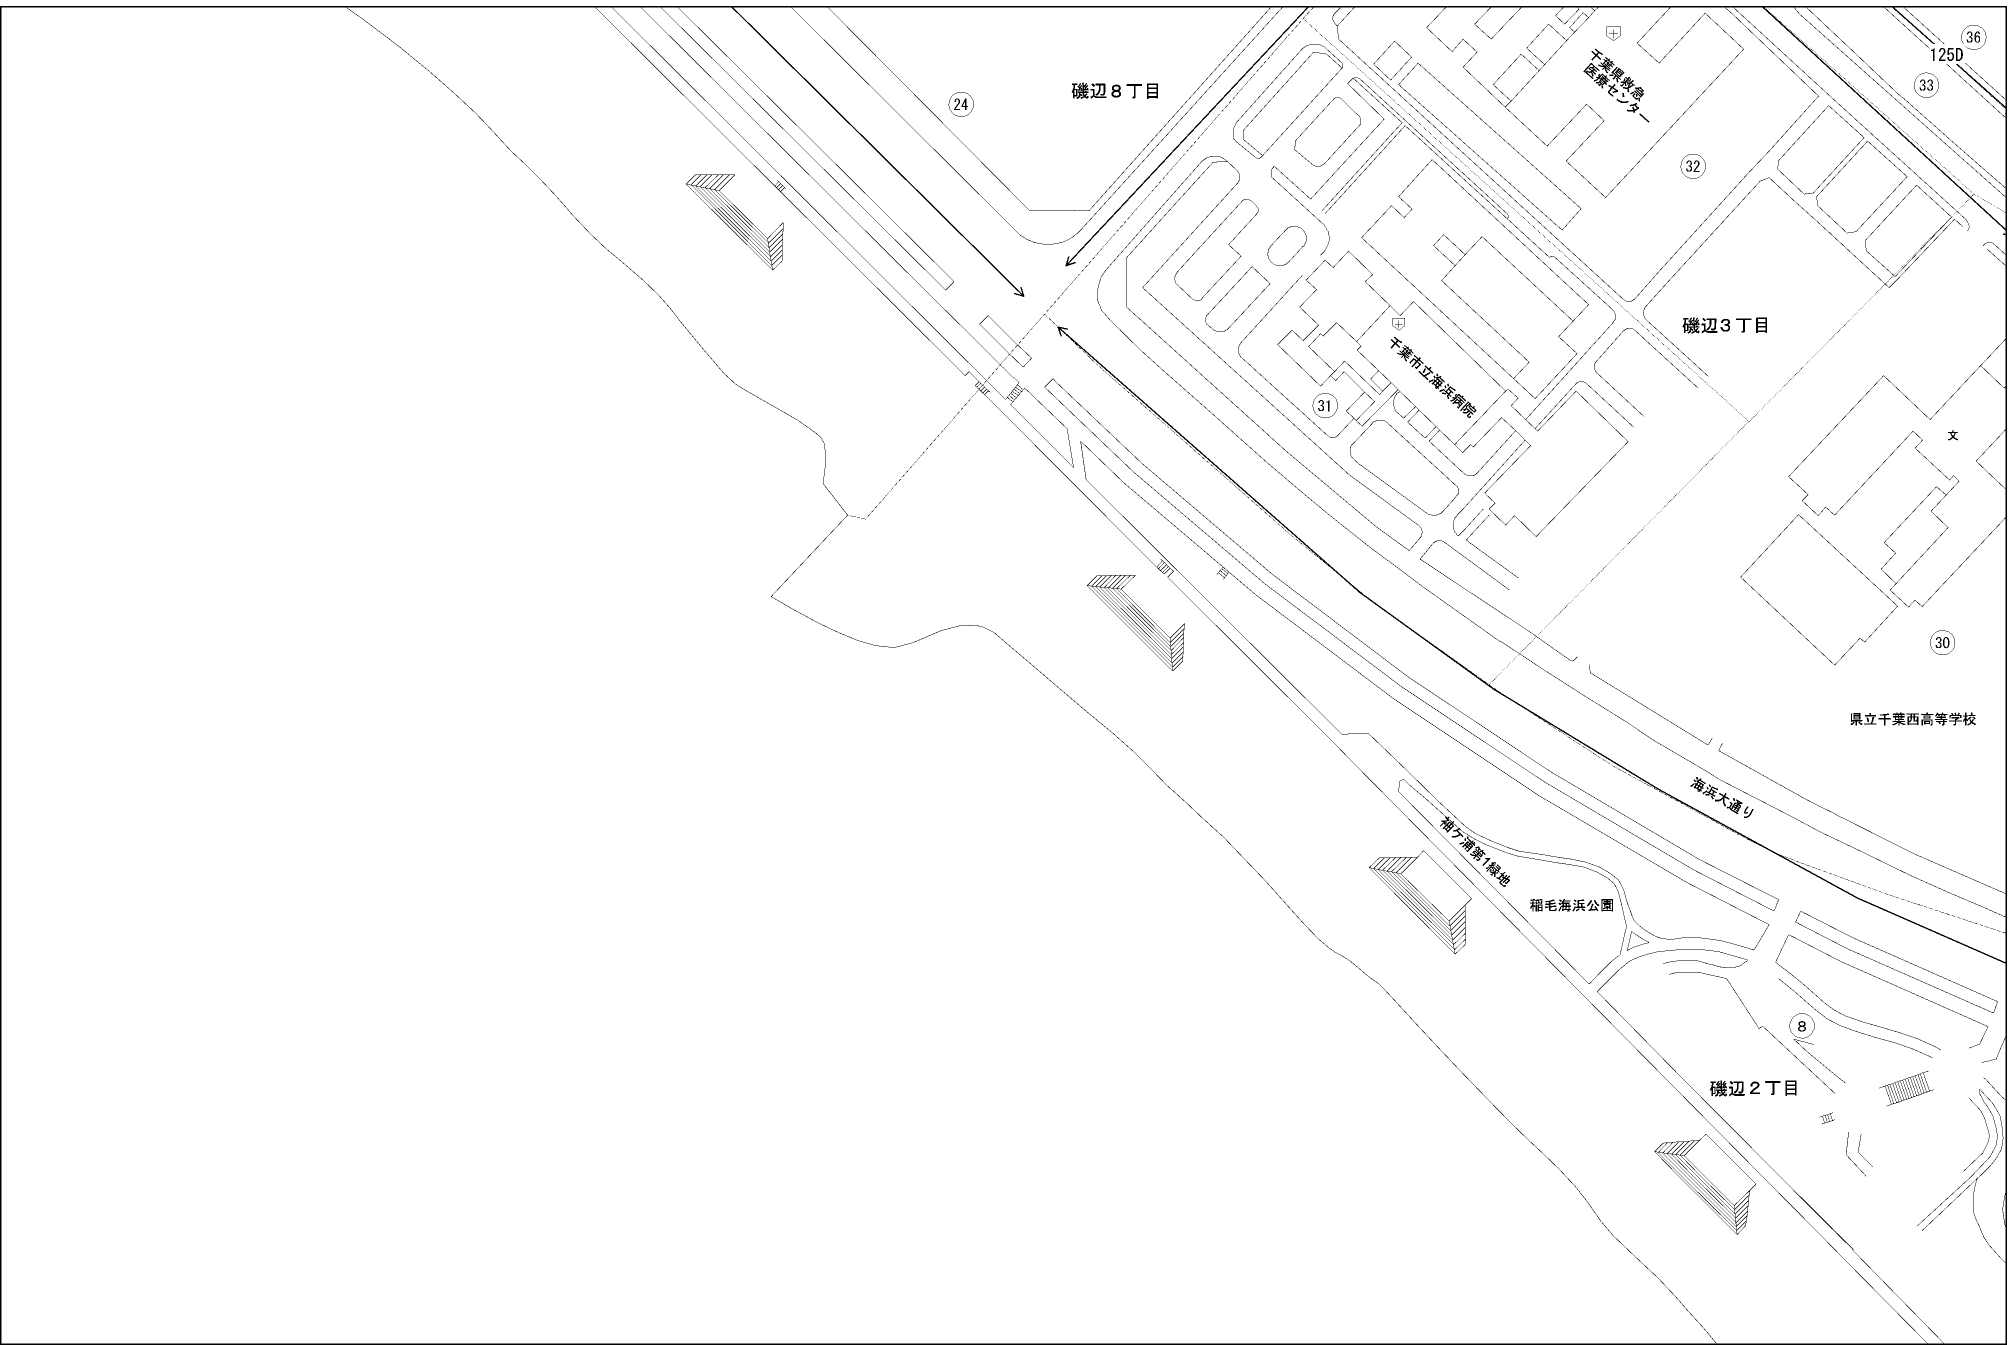 36
125D
33
千葉県救急
医療センター
磯辺８丁目
24
32
磯辺３丁目
千葉市立海浜病院
31
文
30
県立千葉西高等学校
海浜大通り
袖ケ浦第1緑地
稲毛海浜公園
8
磯辺２丁目